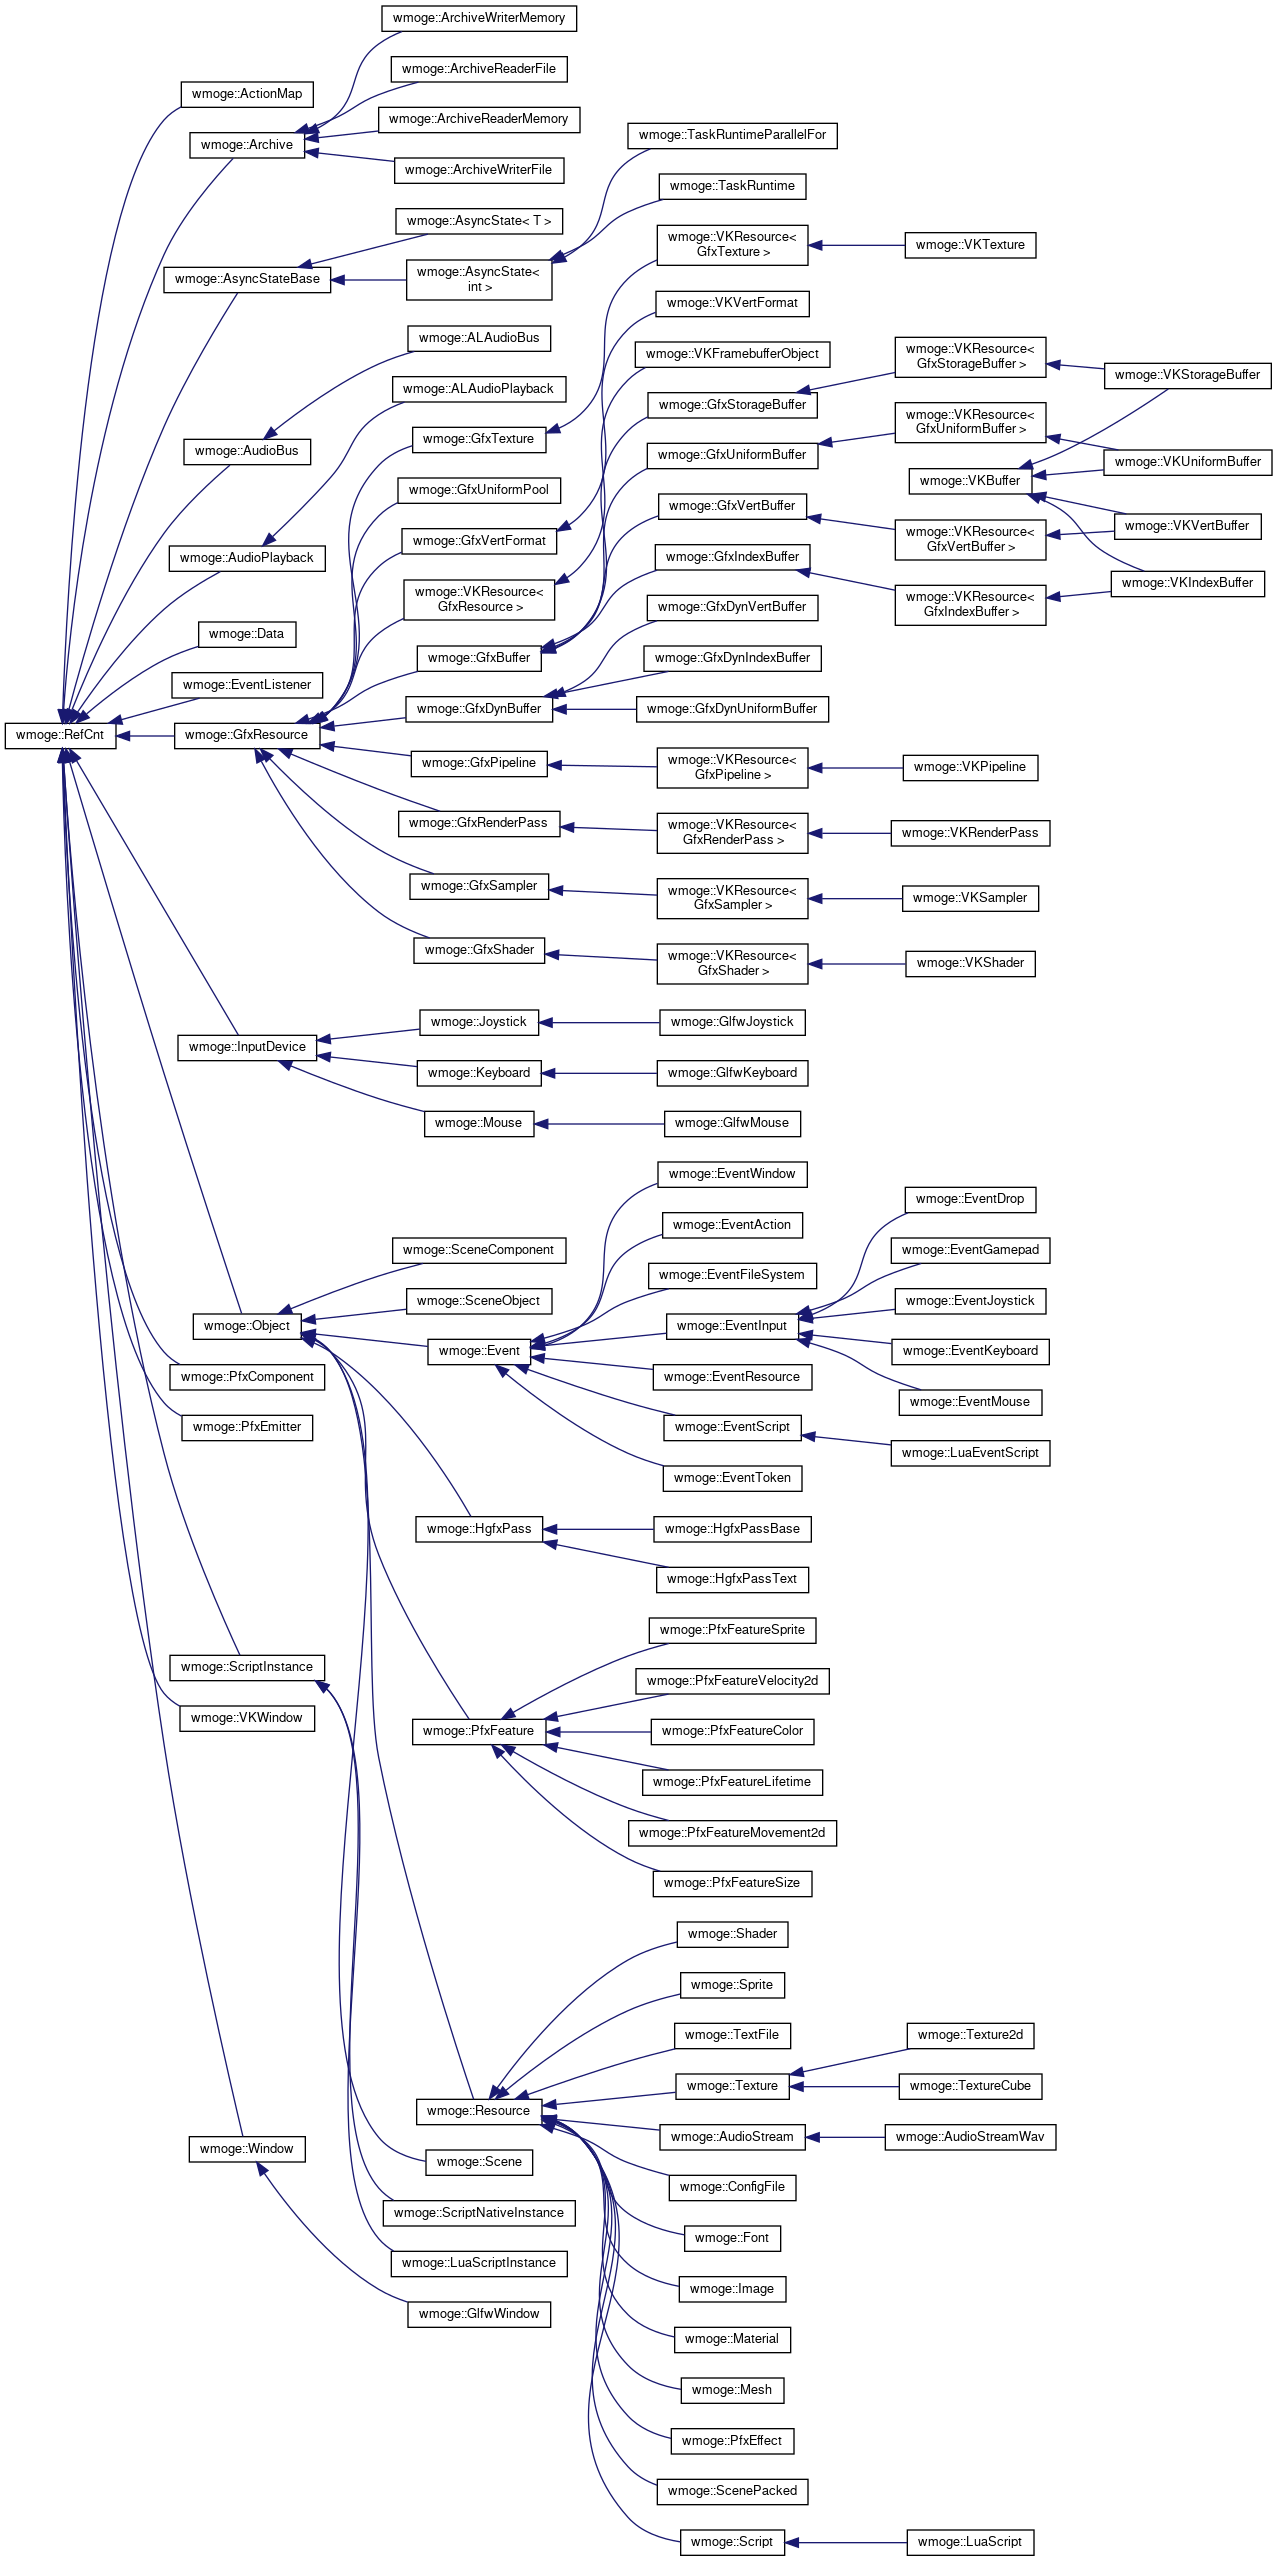 wmoge::RefCnt
wmoge::ActionMap
wmoge::Archive
wmoge::AsyncStateBase
wmoge::AudioBus
wmoge::AudioPlayback
wmoge::Data
wmoge::EventListener
wmoge::GfxResource
wmoge::InputDevice
wmoge::Object
wmoge::PfxComponent
wmoge::PfxEmitter
wmoge::ScriptInstance
wmoge::VKWindow
wmoge::Window
wmoge::ArchiveWriterMemory
wmoge::ArchiveReaderFile
wmoge::ArchiveReaderMemory
wmoge::ArchiveWriterFile
wmoge::AsyncState< T >
wmoge::AsyncState<
int >
wmoge::ALAudioBus
wmoge::ALAudioPlayback
wmoge::GfxTexture
wmoge::GfxUniformPool
wmoge::GfxVertFormat
wmoge::VKResource<
GfxResource >
wmoge::GfxBuffer
wmoge::GfxDynBuffer
wmoge::GfxPipeline
wmoge::GfxRenderPass
wmoge::GfxSampler
wmoge::GfxShader
wmoge::Joystick
wmoge::Keyboard
wmoge::Mouse
wmoge::SceneComponent
wmoge::SceneObject
wmoge::Event
wmoge::HgfxPass
wmoge::PfxFeature
wmoge::Resource
wmoge::Scene
wmoge::ScriptNativeInstance
wmoge::LuaScriptInstance
wmoge::GlfwWindow
wmoge::TaskRuntimeParallelFor
wmoge::TaskRuntime
wmoge::VKResource<
GfxTexture >
wmoge::VKVertFormat
wmoge::VKFramebufferObject
wmoge::GfxStorageBuffer
wmoge::GfxUniformBuffer
wmoge::GfxVertBuffer
wmoge::GfxIndexBuffer
wmoge::GfxDynVertBuffer
wmoge::GfxDynIndexBuffer
wmoge::GfxDynUniformBuffer
wmoge::VKResource<
GfxPipeline >
wmoge::VKResource<
GfxRenderPass >
wmoge::VKResource<
GfxSampler >
wmoge::VKResource<
GfxShader >
wmoge::GlfwJoystick
wmoge::GlfwKeyboard
wmoge::GlfwMouse
wmoge::EventWindow
wmoge::EventAction
wmoge::EventFileSystem
wmoge::EventInput
wmoge::EventResource
wmoge::EventScript
wmoge::EventToken
wmoge::HgfxPassBase
wmoge::HgfxPassText
wmoge::PfxFeatureSprite
wmoge::PfxFeatureVelocity2d
wmoge::PfxFeatureColor
wmoge::PfxFeatureLifetime
wmoge::PfxFeatureMovement2d
wmoge::PfxFeatureSize
wmoge::Shader
wmoge::Sprite
wmoge::TextFile
wmoge::Texture
wmoge::AudioStream
wmoge::ConfigFile
wmoge::Font
wmoge::Image
wmoge::Material
wmoge::Mesh
wmoge::PfxEffect
wmoge::ScenePacked
wmoge::Script
wmoge::VKTexture
wmoge::VKResource<
GfxStorageBuffer >
wmoge::VKResource<
GfxUniformBuffer >
wmoge::VKBuffer
wmoge::VKResource<
GfxVertBuffer >
wmoge::VKResource<
GfxIndexBuffer >
wmoge::VKPipeline
wmoge::VKRenderPass
wmoge::VKSampler
wmoge::VKShader
wmoge::EventDrop
wmoge::EventGamepad
wmoge::EventJoystick
wmoge::EventKeyboard
wmoge::EventMouse
wmoge::LuaEventScript
wmoge::Texture2d
wmoge::TextureCube
wmoge::AudioStreamWav
wmoge::LuaScript
wmoge::VKStorageBuffer
wmoge::VKUniformBuffer
wmoge::VKVertBuffer
wmoge::VKIndexBuffer